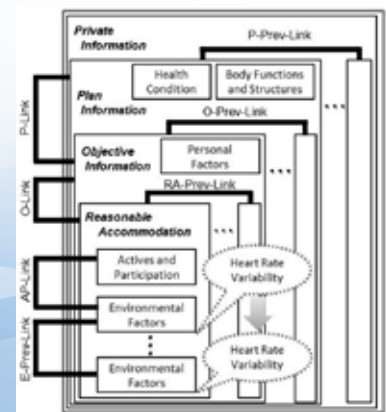 Private
Information
P-Prev-Link
Health
Condition
Body Functions
and Structures
Plan
Information
O-Prev-Link
Objective
Information
Personal
Factors
RA-Prev-Link
Reasonable
Accommodation
Actives and
Participation
Heart Rate
Variability
Environmental
Factors
Heart Rate
Variability
Environmental
Factors
P-Link
O-Link
AP-Link
E-Prev-Link